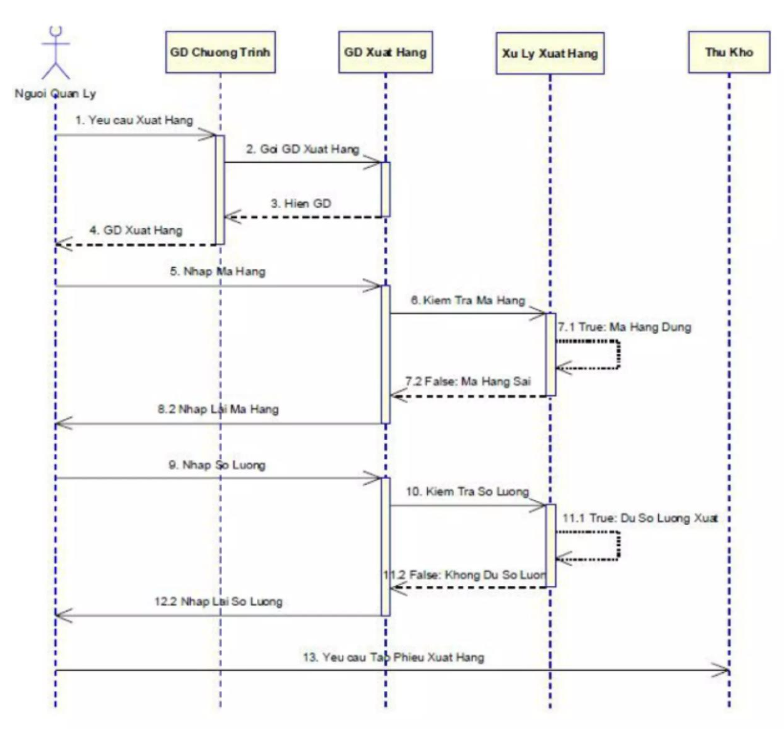 GD Chuong Trinh
GD Xuat Hang
Xu Ly Xuat Hang
Thu Kho
Nguoi Quan Ly
1. Yeu cau Xuat Hang
2. Goi GD Xuat Hang
3. Hien GD
4. GD Xuat Hang
5. Nhap Ma Hang
6. Kiem Tra Ma Hang
7.1 True: Ma Hang Dung
7.2 False: Ma Hang Sai
8.2 Nhap Lai Ma Hang
9. Nhap So Luong
10. Kiem Tra So Luong
11.1 True: Du So Luong Xuat
11.2 False: Khong Du So Luon
12.2 Nhap Lai So Luong
13. Yeu cau Tap Phieu Xuat Hang